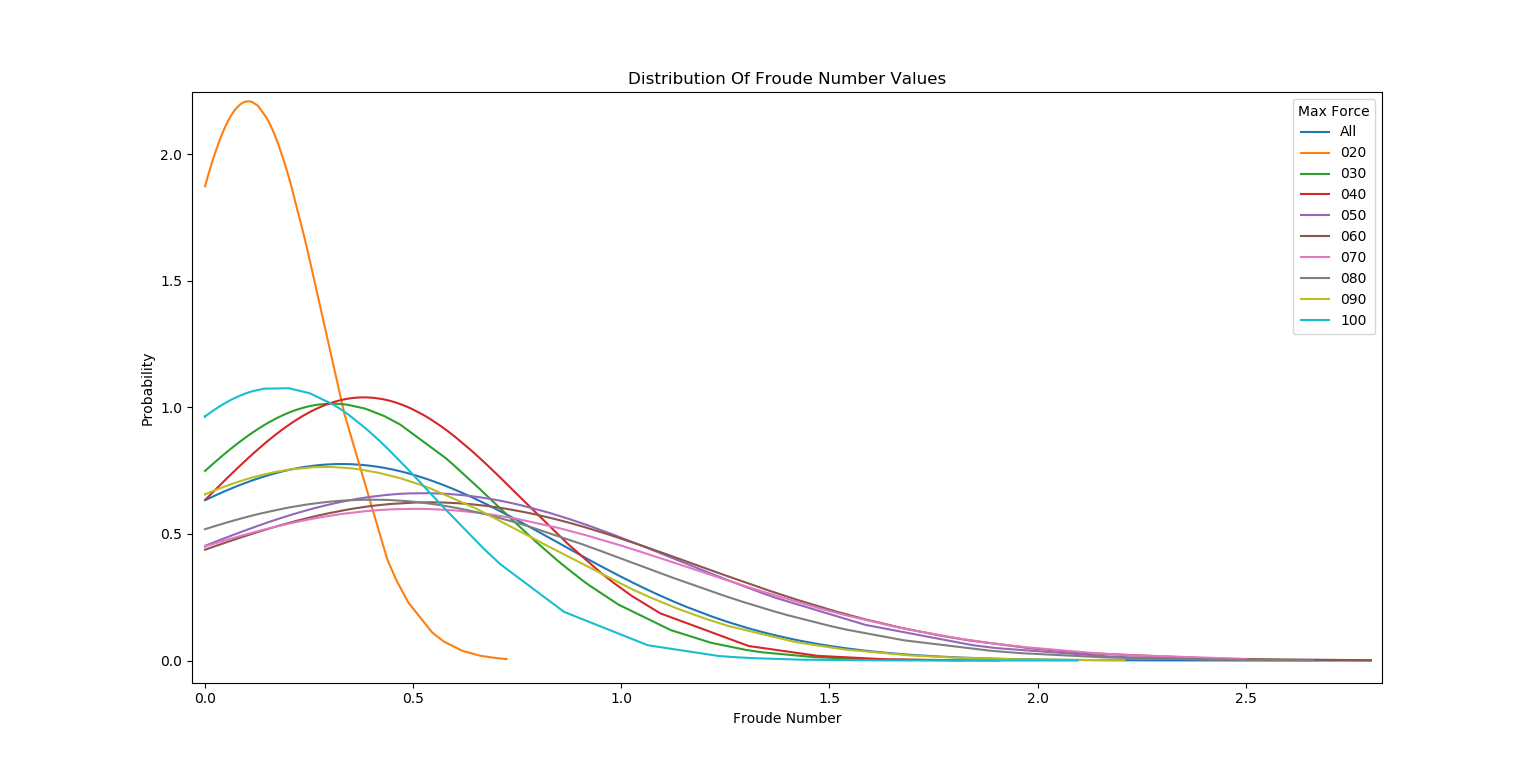 Distribution Of Froude Number Values
Max Force
All
020
030
040
050
060
070
080
090
100
2.0
1.5
1.0
0.5
0.0
Probability
0.0 0.5 1.0 1.5 2.0 2.5
Froude Number